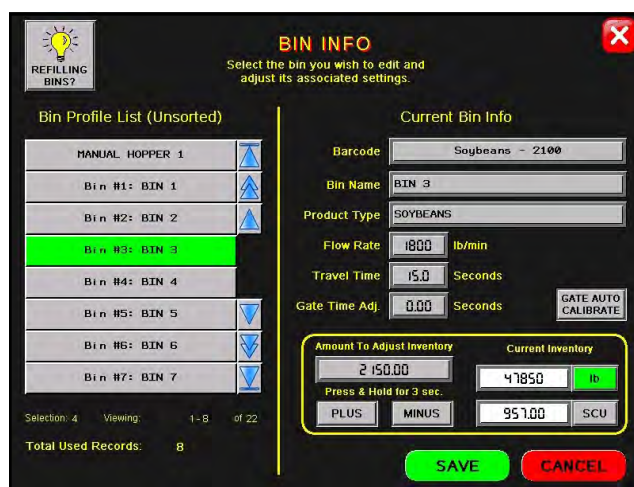 REFILLING
BINS?
BIN INFO
Select the bin you wish to edit and
adjust its associated settings.
X
Bin Profile List (Unsorted)
MANUAL HOPPER 1
Bin #1: BIN 1
Bin #2: BIN 2
Bin #3: BIN 3
Bin #4: BIN 4
Bin #5: BIN 5
Bin #6: BIN 6
Bin #7: BIN 7
Selection: 4 Viewing: 1 - 8 of 22
Total Used Records: 8
Current Bin Info
Barcode Soybeans - 2100
Bin Name BIN 3
Product Type SOYBEANS
Flow Rate 1800 lb/min
Travel Time 15.0 Seconds
Gate Time Adj. 0.00 Seconds
GATE AUTO
CALIBRATE
Amount To Adjust Inventory
2150.00
Press & Hold for 3 sec.
PLUS MINUS
Current Inventory
47850 lb
957.00 SCU
SAVE CANCEL